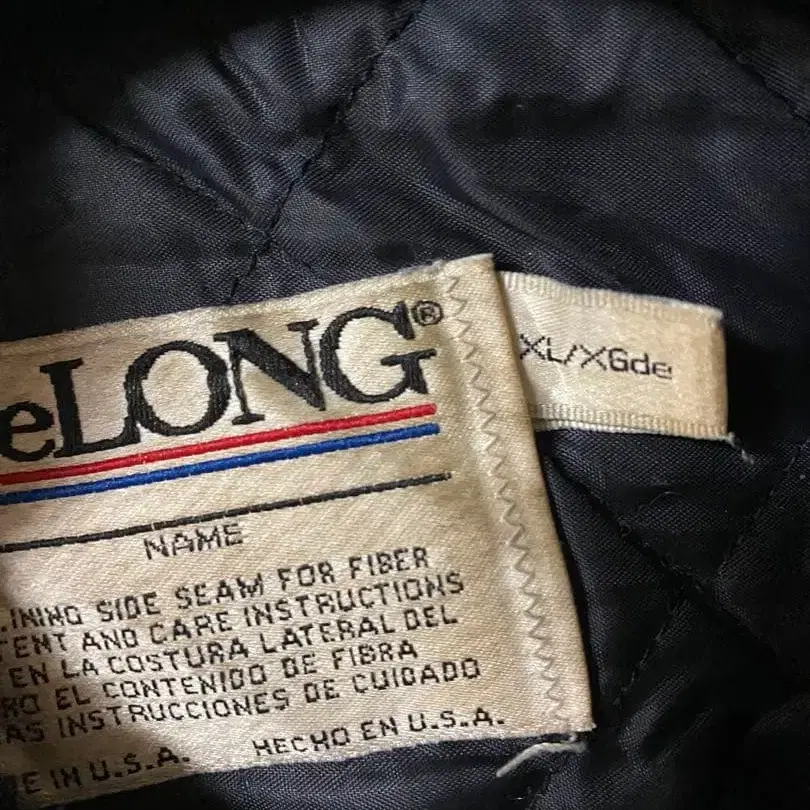 eLONG®
XL/XGde
NAME
INING SIDE SEAM FOR FIBER
TENT AND CARE INSTRUCTIONS
EN LA COSTURA LATERAL DEL
RO EL CONTENIDO DE FIBRA
AS INSTRUCCIONES DE CUIDADO
E IN U.S.A. HECHO EN U.S.A.